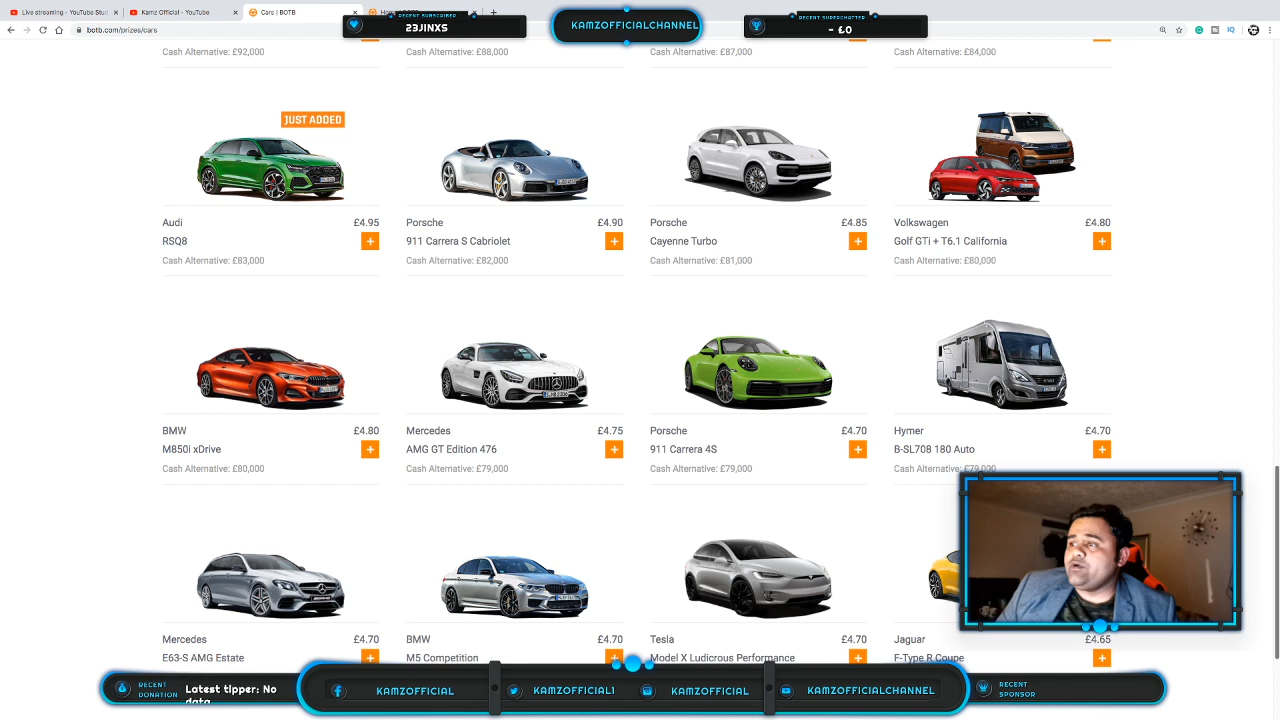 Live streaming - YouTube Stu
Kamz Official - YouTube
Cars | BOTB
botb.com/prizes/cars
RECENT SUBSCRIBER
23JINXS
KAMZOFFICIALCHANNEL
RECENT SUPERCHATTER
- £0
IQ
Cash Alternative: £92,000
Cash Alternative: £88,000
Cash Alternative: £87,000
Cash Alternative: £84,000
JUST ADDED
Audi £4.95
RSQ8
Cash Alternative: £83,000
Porsche £4.90
911 Carrera S Cabriolet
Cash Alternative: £82,000
Porsche £4.85
Cayenne Turbo
Cash Alternative: £81,000
Volkswagen £4.80
Golf GTi + T6.1 California
Cash Alternative: £80,000
BMW £4.80
M850i xDrive
Cash Alternative: £80,000
Mercedes £4.75
AMG GT Edition 476
Cash Alternative: £79,000
Porsche £4.70
911 Carrera 4S
Cash Alternative: £79,000
Hymer £4.70
B-SL708 180 Auto
Cash Alternative: £79,000
Mercedes £4.70
E63-S AMG Estate
BMW £4.70
M5 Competition
Tesla £4.70
Model X Ludicrous Performance
Jaguar £4.65
F-Type R Coupe
RECENT
DONATION
Latest tipper: No
data
KAMZOFFICIAL
KAMZOFFICIAL1
KAMZOFFICIAL
KAMZOFFICIALCHANNEL
RECENT
SPONSOR